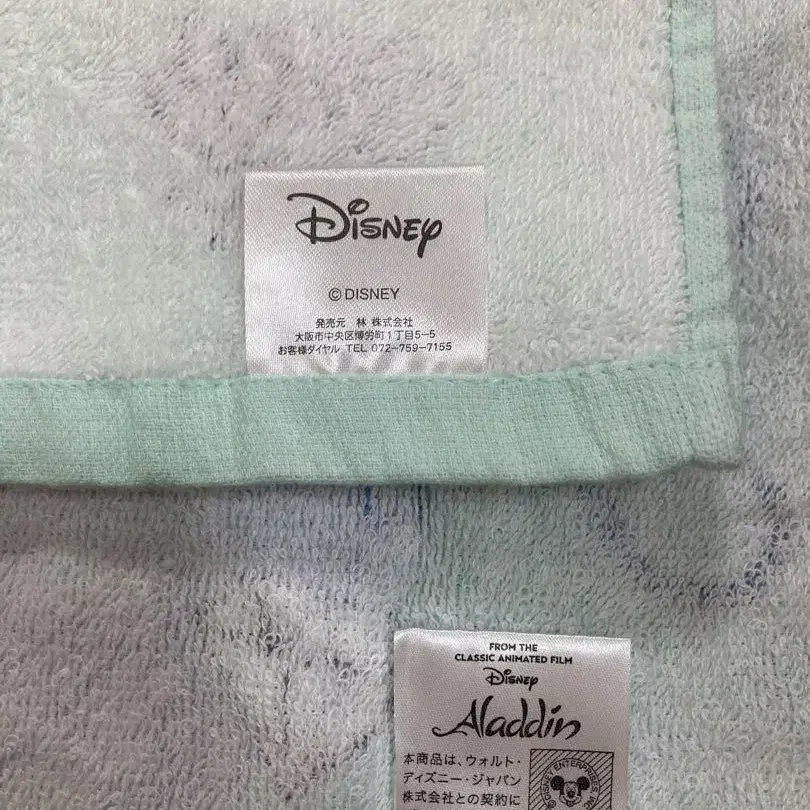 Disney
© DISNEY
発売元 林 株式会社
大阪市中央区博労町1丁目5-5
お客様ダイヤル TEL 072-759-7155
FROM THE
CLASSIC ANIMATED FILM
Disney
Aladdin
本商品は、ウォルト・
ディズニー・ジャパン
株式会社との契約に
© DISNEY ENTERPRISES